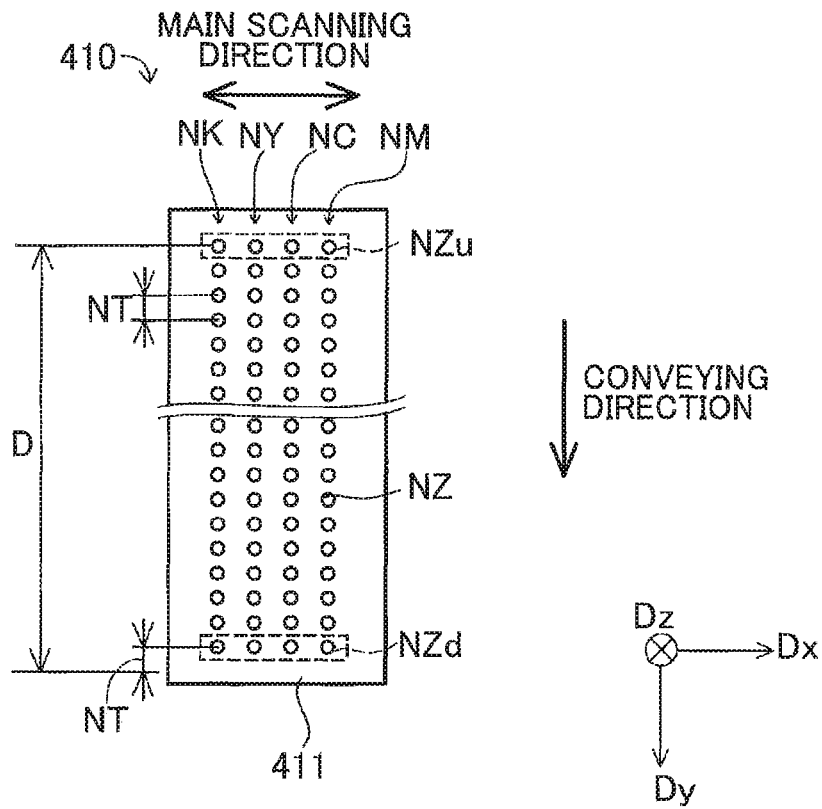 MAIN SCANNING
DIRECTION
410
NK NY NC NM
NZu
NT
CONVEYING
DIRECTION
D
NZ
NZd
NT
411
Dz
Dx
Dy